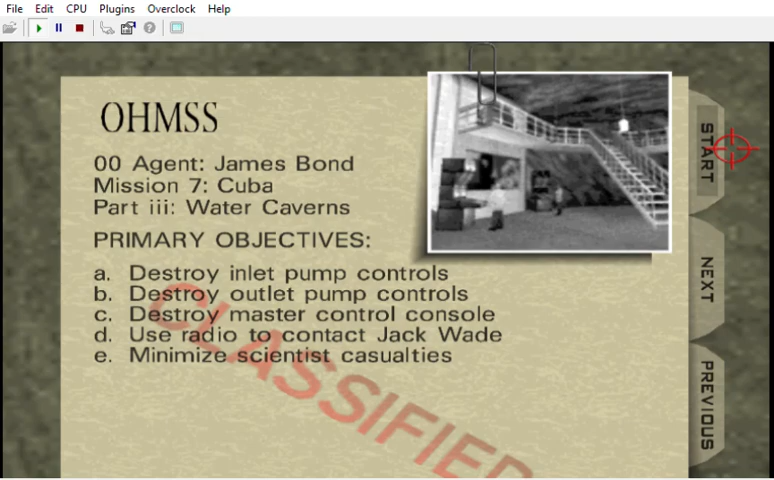 File Edit CPU Plugins Overclock Help
OHMSS
00 Agent: James Bond
Mission 7: Cuba
Part iii: Water Caverns
PRIMARY OBJECTIVES:
a. Destroy inlet pump controls
b. Destroy outlet pump controls
c. Destroy master control console
d. Use radio to contact Jack Wade
e. Minimize scientist casualties
CLASSIFIED
START
NEXT
PREVIOUS